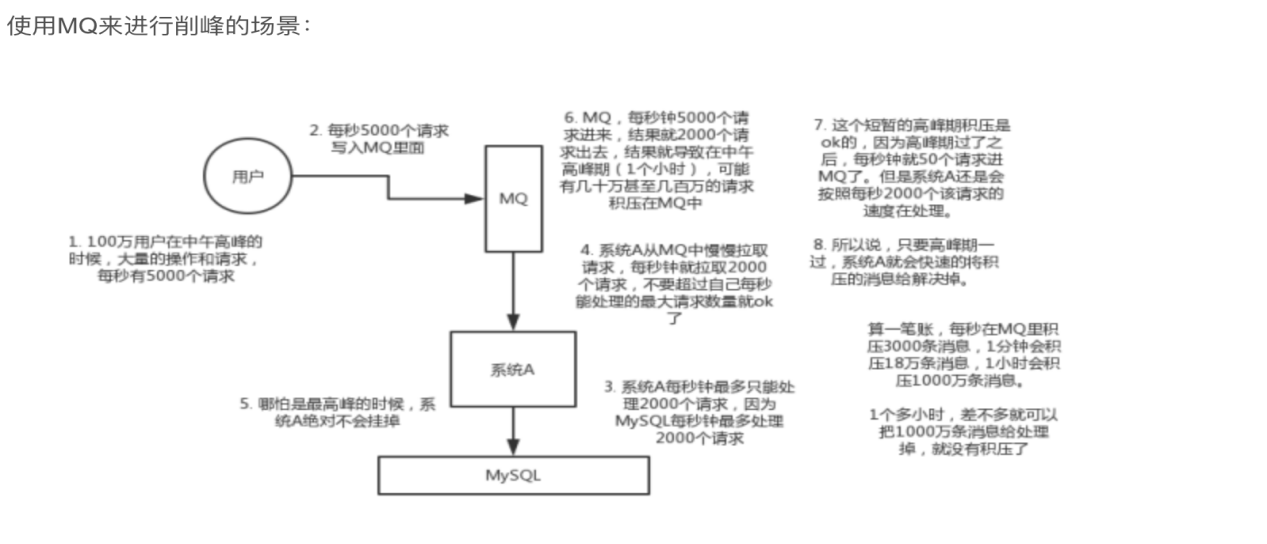 使用MQ来进行削峰的场景：
用户
1. 100万用户在中午高峰的
时候，大量的操作和请求，
每秒有5000个请求
2. 每秒5000个请求
写入MQ里面
MQ
6. MQ，每秒钟5000个请
求进来，结果就2000个请
求出去，结果就导致在中午
高峰期（1个小时），可能
有几十万甚至几百万的请求
积压在MQ中
4. 系统A从MQ中慢慢拉取
请求，每秒钟就拉取2000
个请求，不要超过自己每秒
能处理的最大请求数量就ok
了
系统A
5. 哪怕是最高峰的时候，系
统A绝对不会挂掉
3. 系统A每秒钟最多只能处
理2000个请求，因为
MySQL每秒钟最多处理
2000个请求
MySQL
7. 这个短暂的高峰期积压是
ok的，因为高峰期过了之
后，每秒钟就50个请求进
MQ了。但是系统A还是会
按照每秒2000个该请求的
速度在处理。
8. 所以说，只要高峰期一
过，系统A就会快速的将积
压的消息给解决掉。
算一笔账，每秒在MQ里积
压3000条消息，1分钟会积
压18万条消息，1小时会积
压1000万条消息。
1个多小时，差不多就可以
把1000万条消息给处理
掉，就没有积压了